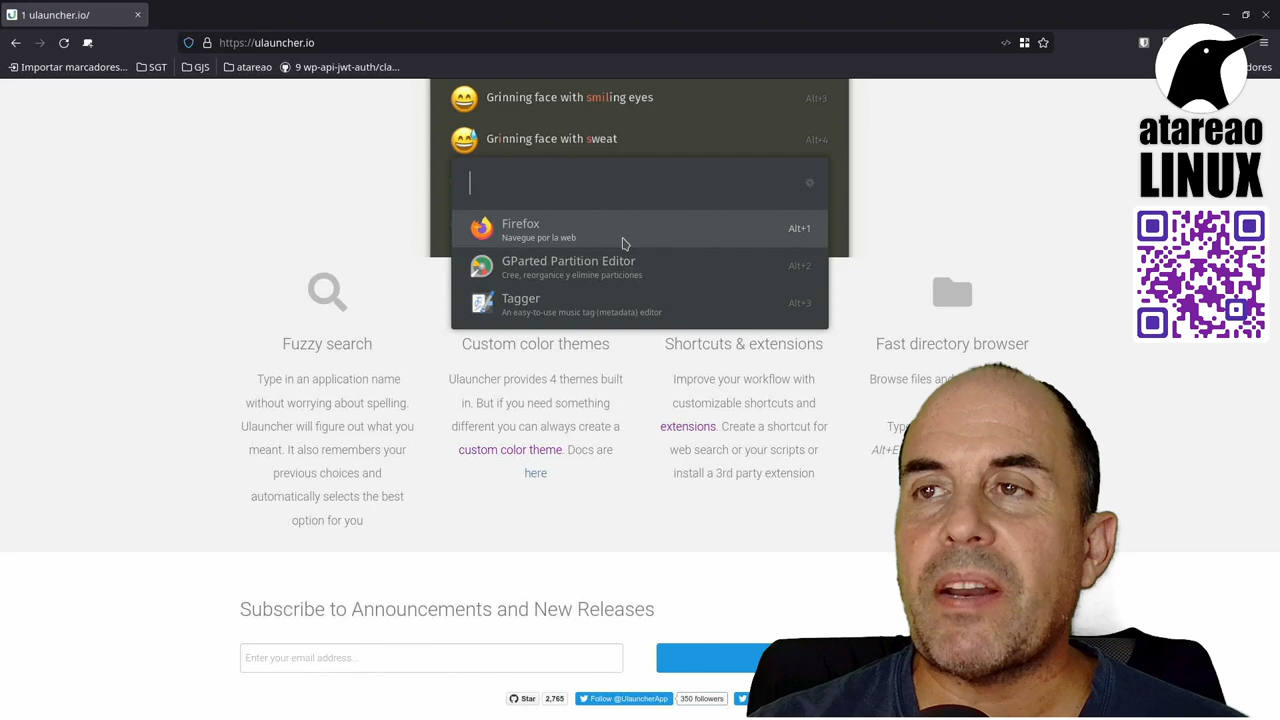 1 ulauncher.io/
https://ulauncher.io
Importar marcadores...
SGT
GJS
atareao
9 wp-api-jwt-auth/cla...
dores
Grinning face with smiling eyes
Alt+3
Grinning face with sweat
Alt+4
Firefox
Navegue por la web
Alt+1
GParted Partition Editor
Cree, reorganice y elimine particiones
Alt+2
Tagger
An easy-to-use music tag (metadata) editor
Alt+3
atareao
LINUX
Fuzzy search
Type in an application name
without worrying about spelling.
Ulauncher will figure out what you
meant. It also remembers your
previous choices and
automatically selects the best
option for you
Custom color themes
Ulauncher provides 4 themes built
in. But if you need something
different you can always create a
custom color theme. Docs are
here
Shortcuts & extensions
Improve your workflow with
customizable shortcuts and
extensions. Create a shortcut for
web search or your scripts or
install a 3rd party extension
Fast directory browser
Browse files and
Typ
Alt+E
Subscribe to Announcements and New Releases
Enter your email address...
Star
2,765
Follow @UlauncherApp
350 followers